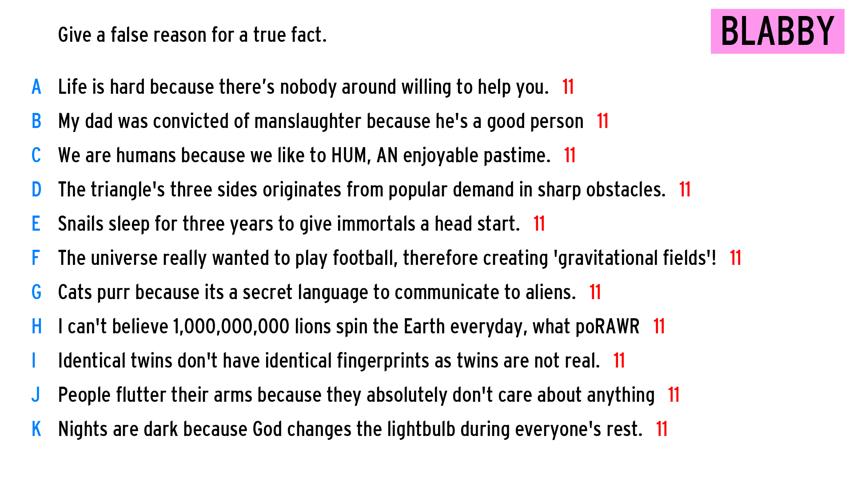 Give a false reason for a true fact.
BLABBY
A Life is hard because there's nobody around willing to help you. 11
B My dad was convicted of manslaughter because he's a good person 11
C We are humans because we like to HUM, AN enjoyable pastime. 11
D The triangle's three sides originates from popular demand in sharp obstacles. 11
E Snails sleep for three years to give immortals a head start. 11
F The universe really wanted to play football, therefore creating 'gravitational fields'! 11
G Cats purr because its a secret language to communicate to aliens. 11
H I can't believe 1,000,000,000 lions spin the Earth everyday, what poRAWR 11
I Identical twins don't have identical fingerprints as twins are not real. 11
J People flutter their arms because they absolutely don't care about anything 11
K Nights are dark because God changes the lightbulb during everyone's rest. 11